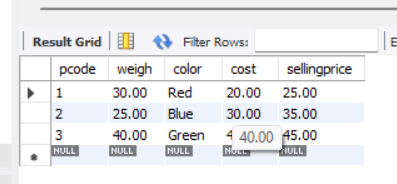 Result Grid Filter Rows:
pcode weigh color cost sellingprice
1 30.00 Red 20.00 25.00
2 25.00 Blue 30.00 35.00
3 40.00 Green 40.00 45.00
NULL NULL NULL NULL NULL